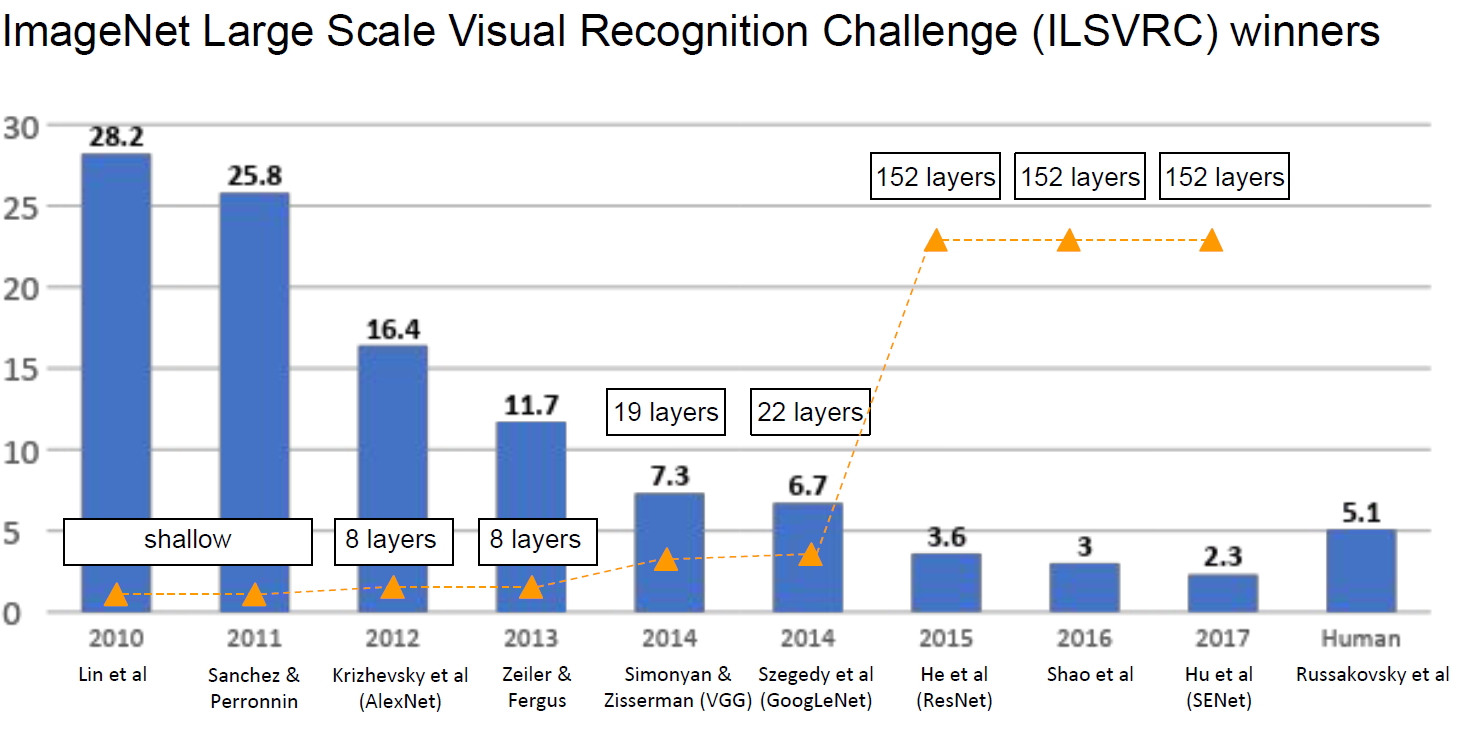 ImageNet Large Scale Visual Recognition Challenge (ILSVRC) winners
30
28.2
152 layers 152 layers 152 layers
25.8
25
20
16.4
15
11.7
19 layers 22 layers
10
7.3
6.7
5
shallow 8 layers 8 layers
3.6
3
2.3
5.1
0
2010 2011 2012 2013 2014 2014 2015 2016 2017 Human
Lin et al
Sanchez &
Perronnin
Krizhevsky et al
(AlexNet)
Zeiler &
Fergus
Simonyan &
Zisserman (VGG)
Szegedy et al
(GoogLeNet)
He et al
(ResNet)
Shao et al
Hu et al
(SENet)
Russakovsky et al